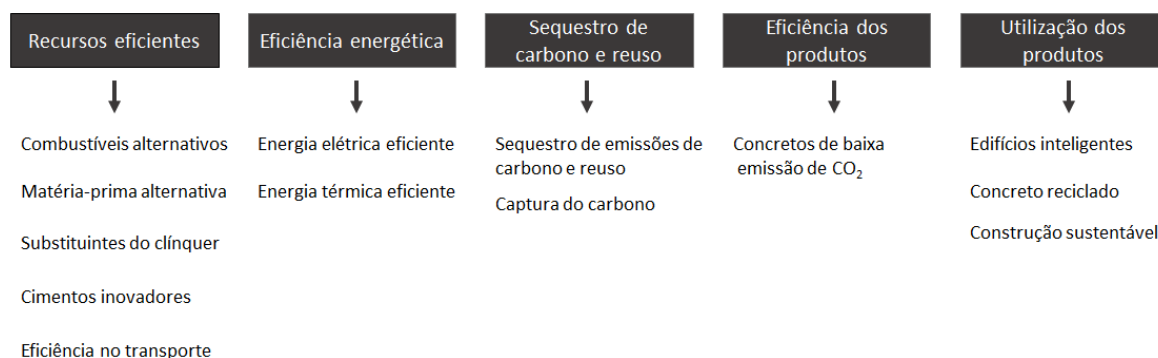 Recursos eficientes
Combustíveis alternativos
Matéria-prima alternativa
Substituintes do clínquer
Cimentos inovadores
Eficiência no transporte
Eficiência energética
Energia elétrica eficiente
Energia térmica eficiente
Sequestro de
carbono e reuso
Sequestro de emissões de
carbono e reuso
Captura do carbono
Eficiência dos
produtos
Concretos de baixa
emissão de CO₂
Utilização dos
produtos
Edifícios inteligentes
Concreto reciclado
Construção sustentável